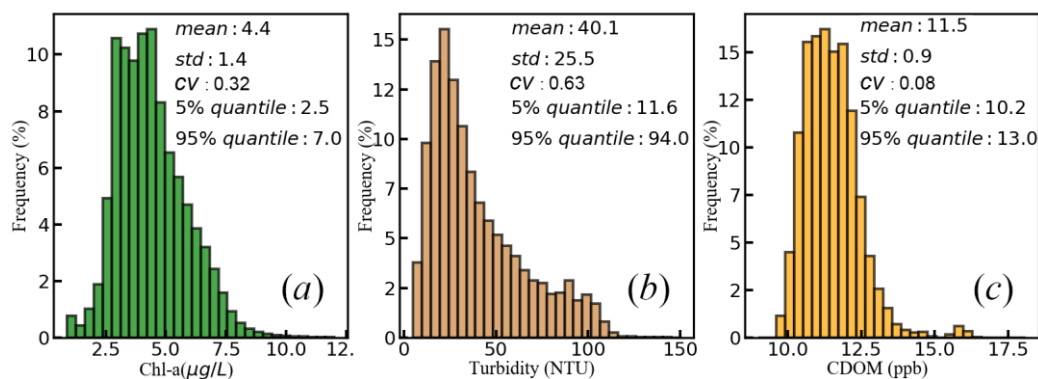 Frequency (%)
10
8
6
4
2
0
mean : 4.4
std : 1.4
cv : 0.32
5% quantile : 2.5
95% quantile : 7.0
(a)
2.5 5.0 7.5 10.0 12.
Chl-a(μg/L)
Frequency (%)
15
12
10
7
5
2
0
mean : 40.1
std : 25.5
cv : 0.63
5% quantile : 11.6
95% quantile : 94.0
(b)
0 50 100 150
Turbidity (NTU)
Frequency (%)
15
12
10
7
5
2
0
mean : 11.5
std : 0.9
cv : 0.08
5% quantile : 10.2
95% quantile : 13.0
(c)
10.0 12.5 15.0 17.5
CDOM (ppb)